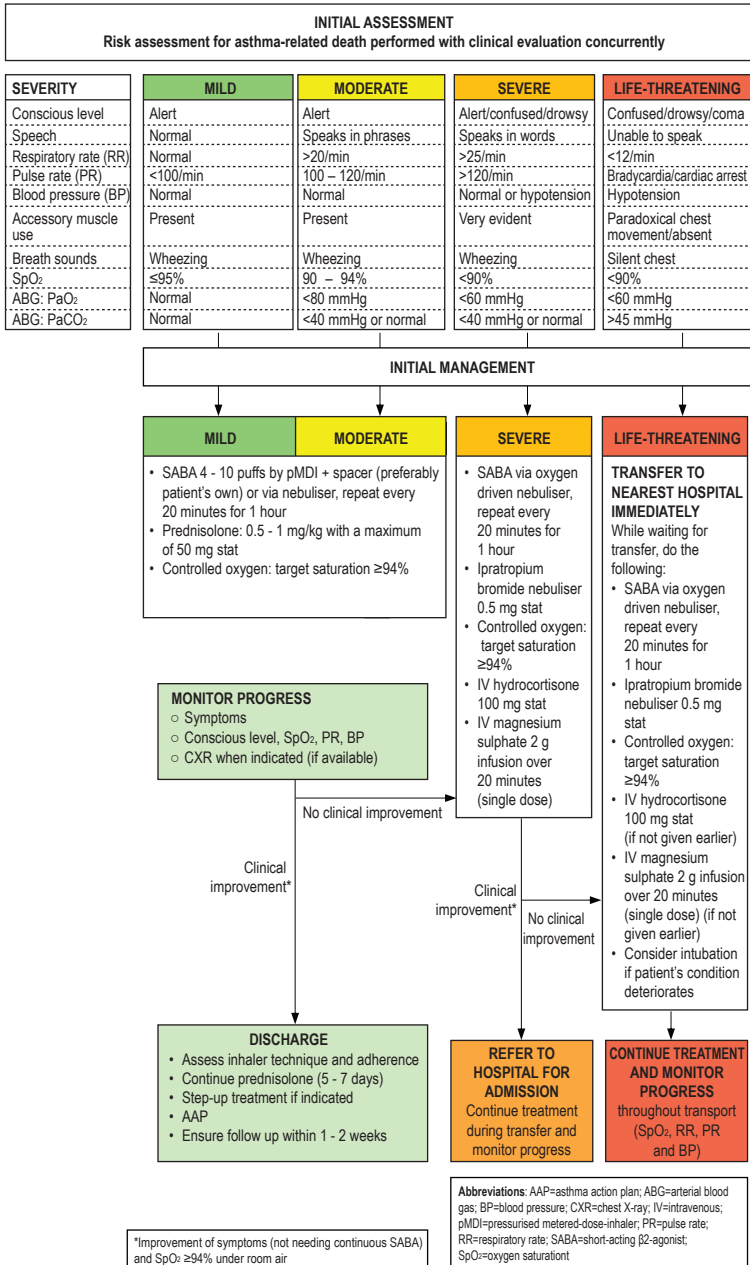 INITIAL ASSESSMENT
Risk assessment for asthma-related death performed with clinical evaluation concurrently
SEVERITY MILD MODERATE SEVERE LIFE-THREATENING
Conscious level Alert Alert Alert/confused/drowsy Confused/drowsy/coma
Speech Normal Speaks in phrases Speaks in words Unable to speak
Respiratory rate (RR) Normal >20/min >25/min <12/min
Pulse rate (PR) <100/min 100 – 120/min >120/min Bradycardia/cardiac arrest
Blood pressure (BP) Normal Normal Normal or hypotension Hypotension
Accessory muscle use Present Present Very evident Paradoxical chest movement/absent
Breath sounds Wheezing Wheezing Wheezing Silent chest
SpO₂ ≤95% 90 – 94% <90% <90%
ABG: PaO₂ Normal <80 mmHg <60 mmHg <60 mmHg
ABG: PaCO₂ Normal <40 mmHg or normal <40 mmHg or normal >45 mmHg
INITIAL MANAGEMENT
MILD MODERATE
• SABA 4 - 10 puffs by pMDI + spacer (preferably
patient's own) or via nebuliser, repeat every
20 minutes for 1 hour
• Prednisolone: 0.5 - 1 mg/kg with a maximum
of 50 mg stat
• Controlled oxygen: target saturation ≥94%
SEVERE
• SABA via oxygen
driven nebuliser,
repeat every
20 minutes for
1 hour
• Ipratropium
bromide nebuliser
0.5 mg stat
• Controlled oxygen:
target saturation
≥94%
• IV hydrocortisone
100 mg stat
• IV magnesium
sulphate 2 g
infusion over
20 minutes
(single dose)
LIFE-THREATENING
TRANSFER TO
NEAREST HOSPITAL
IMMEDIATELY
While waiting for
transfer, do the
following:
• SABA via oxygen
driven nebuliser,
repeat every
20 minutes for
1 hour
• Ipratropium bromide
nebuliser 0.5 mg
stat
• Controlled oxygen:
target saturation
≥94%
• IV hydrocortisone
100 mg stat
(if not given earlier)
• IV magnesium
sulphate 2 g infusion
over 20 minutes
(single dose) (if not
given earlier)
• Consider intubation
if patient's condition
deteriorates
MONITOR PROGRESS
○ Symptoms
○ Conscious level, SpO₂, PR, BP
○ CXR when indicated (if available)
No clinical improvement
Clinical
improvement*
Clinical
improvement*
No clinical
improvement
DISCHARGE
• Assess inhaler technique and adherence
• Continue prednisolone (5 - 7 days)
• Step-up treatment if indicated
• AAP
• Ensure follow up within 1 - 2 weeks
REFER TO
HOSPITAL FOR
ADMISSION
Continue treatment
during transfer and
monitor progress
CONTINUE TREATMENT
AND MONITOR
PROGRESS
throughout transport
(SpO₂, RR, PR
and BP)
*Improvement of symptoms (not needing continuous SABA)
and SpO₂ ≥94% under room air
Abbreviations: AAP=asthma action plan; ABG=arterial blood
gas; BP=blood pressure; CXR=chest X-ray; IV=intravenous;
pMDI=pressurised metered-dose-inhaler; PR=pulse rate;
RR=respiratory rate; SABA=short-acting β2-agonist;
SpO₂=oxygen saturationt